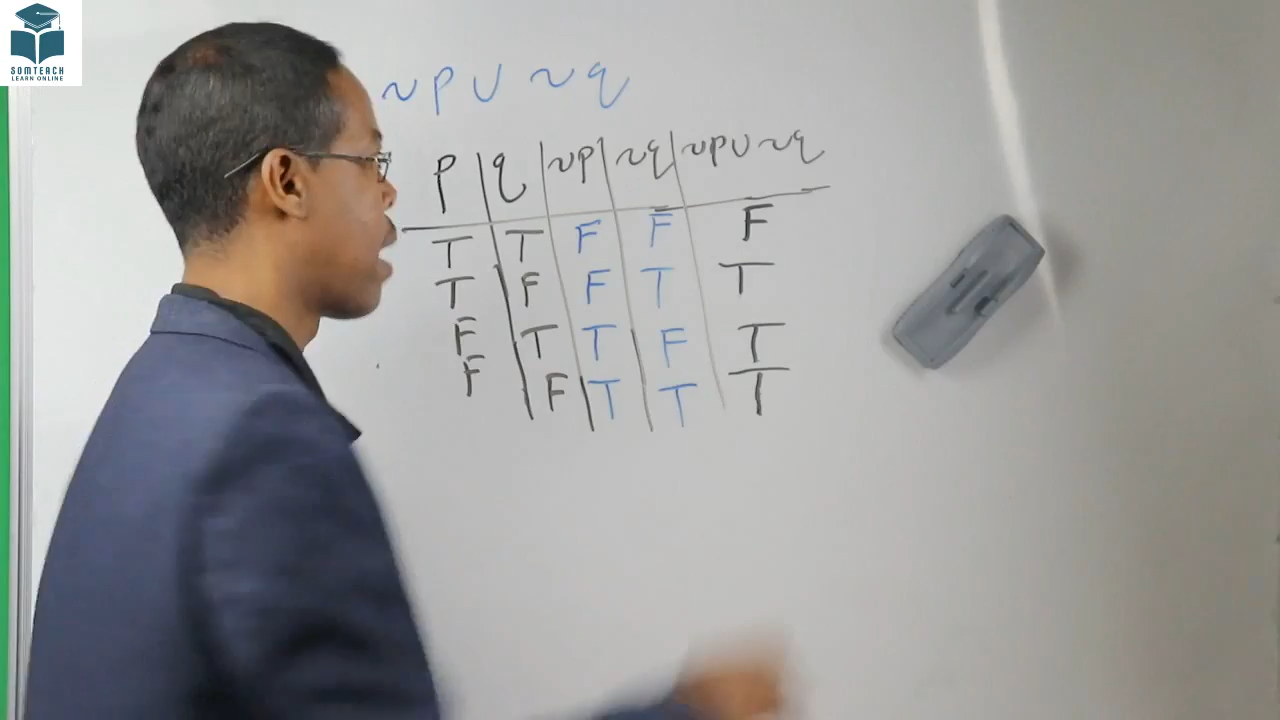 SOMTEACH
LEARN ONLINE
~p∪ ~q
p | q | ~p | ~q | ~p∪ ~q
T | T | F | F | F
T | F | F | T | T
F | T | T | F | T
F | F | T | T | T